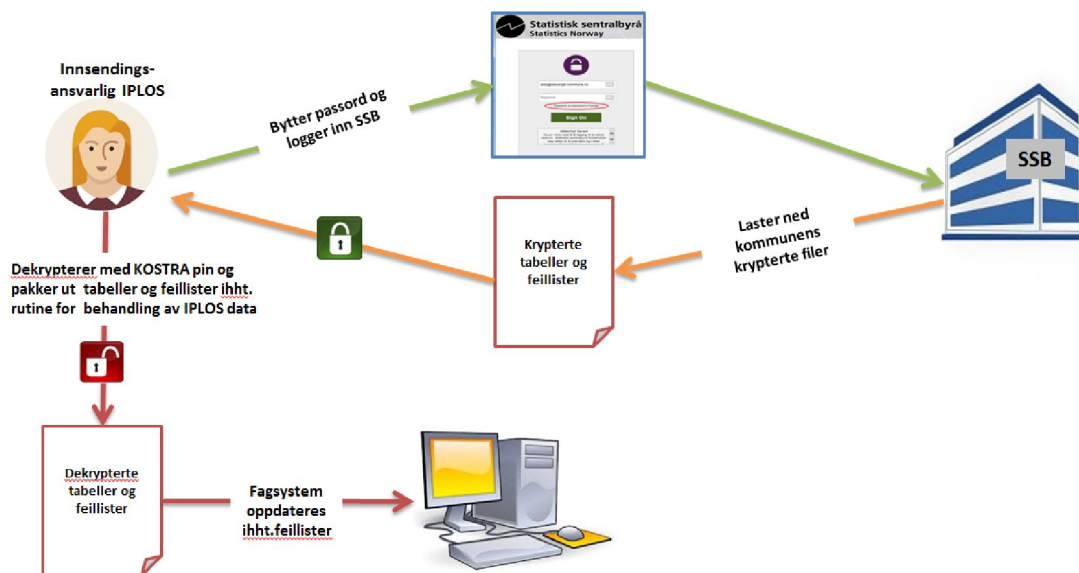 Statistisk sentralbyrå
Statistics Norway
Innsendings-
ansvarlig IPLOS
Bytter passord og
logger inn SSB
SSB
Krypterte
tabeller og
feillister
Laster ned
kommunens
krypterte filer
Dekrypterer med KOSTRA pin og
pakker ut tabeller og feillister ihht.
rutine for behandling av IPLOS data
Dekrypterte
tabeller og
feillister
Fagsystem
oppdateres
ihht.feillister